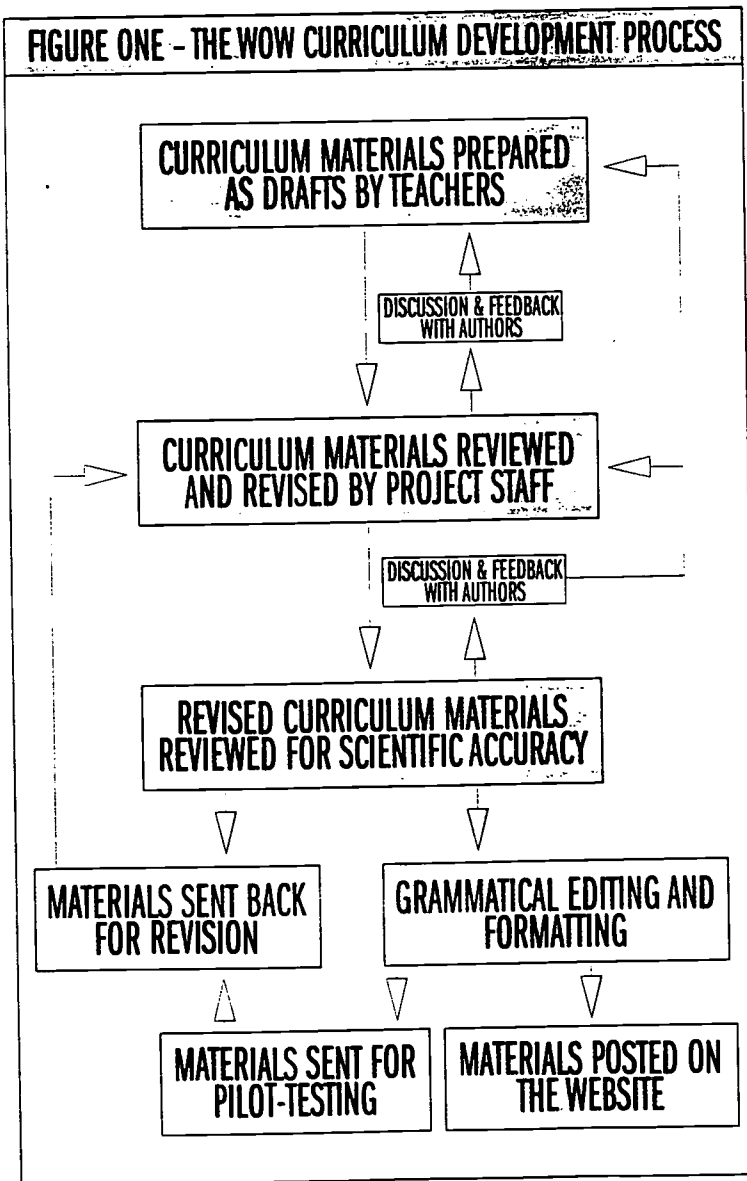 FIGURE ONE - THE WOW CURRICULUM DEVELOPMENT PROCESS
CURRICULUM MATERIALS PREPARED
AS DRAFTS BY TEACHERS
DISCUSSION & FEEDBACK
WITH AUTHORS
CURRICULUM MATERIALS REVIEWED
AND REVISED BY PROJECT STAFF
DISCUSSION & FEEDBACK
WITH AUTHORS
REVISED CURRICULUM MATERIALS
REVIEWED FOR SCIENTIFIC ACCURACY
MATERIALS SENT BACK
FOR REVISION
GRAMMATICAL EDITING AND
FORMATTING
MATERIALS SENT FOR
PILOT-TESTING
MATERIALS POSTED ON
THE WEBSITE